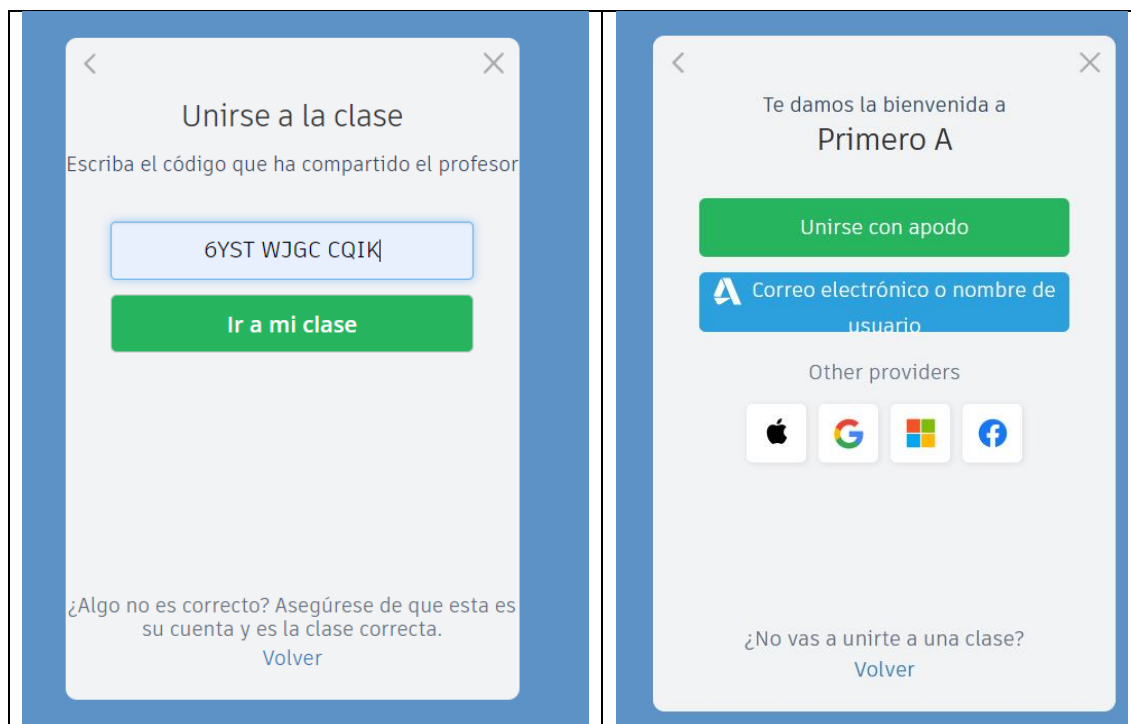 Unirse a la clase
Escriba el código que ha compartido el profesor
6YST WJGC CQIK
Ir a mi clase
¿Algo no es correcto? Asegúrese de que esta es
su cuenta y es la clase correcta.
Volver
Te damos la bienvenida a
Primero A
Unirse con apodo
Correo electrónico o nombre de
usuario
Other providers
¿No vas a unirte a una clase?
Volver